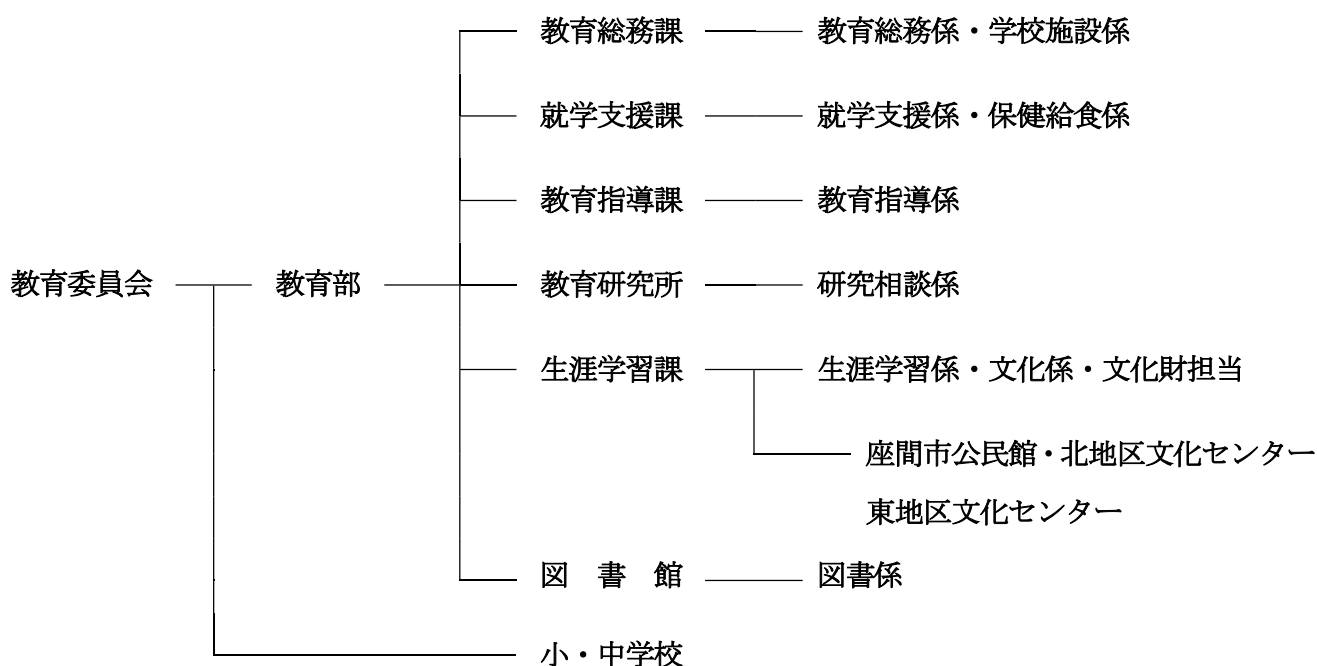 教育総務課 教育総務係・学校施設係
就学支援課 就学支援係・保健給食係
教育指導課 教育指導係
教育委員会 教育部 教育研究所 研究相談係
生涯学習課 生涯学習係・文化係・文化財担当
座間市公民館・北地区文化センター
東地区文化センター
図 書 館 図書係
小・中学校